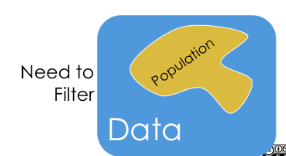 Need to
Filter
Population
Data